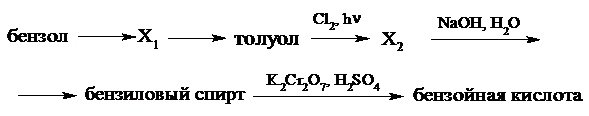 бензол → X₁ → толуол Cl₂, hν → X₂ NaOH, H₂O →
→ бензиловый спирт K₂Cr₂O₇, H₂SO₄ → бензойная кислота